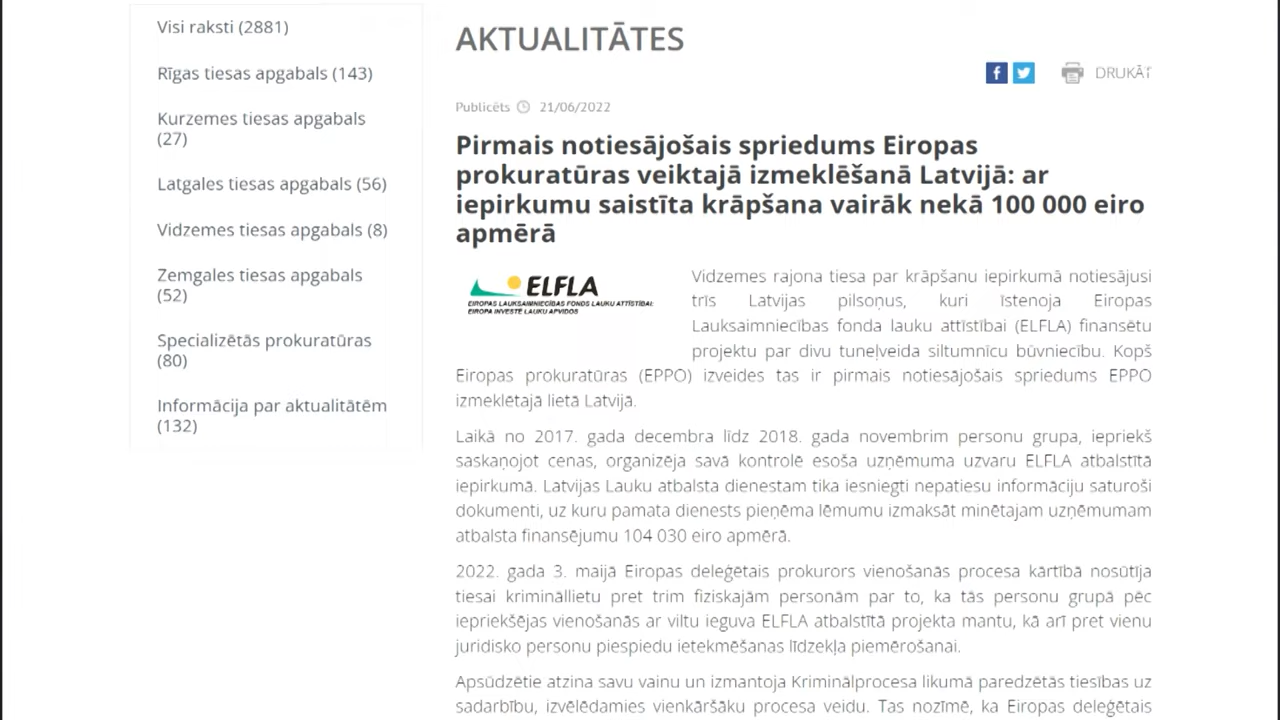 Visi raksti (2881)
Rīgas tiesas apgabals (143)
Kurzemes tiesas apgabals
(27)
Latgales tiesas apgabals (56)
Vidzemes tiesas apgabals (8)
Zemgales tiesas apgabals
(52)
Specializētās prokuratūras
(80)
Informācija par aktualitātēm
(132)
AKTUALITĀTES
DRUKĀT
Publicēts 21/06/2022
Pirmais notiesājošais spriedums Eiropas
prokuratūras veiktajā izmeklēšanā Latvijā: ar
iepirkumu saistīta krāpšana vairāk nekā 100 000 eiro
apmērā
ELFLA
EIROPAS LAUKSAIMNIECĪBAS FONDS LAUKU ATTĪSTĪBAI:
EIROPA INVESTĒ LAUKU APVIDOS
Vidzemes rajona tiesa par krāpšanu iepirkumā notiesājusi
trīs Latvijas pilsoņus, kuri īstenoja Eiropas
Lauksaimniecības fonda lauku attīstībai (ELFLA) finansētu
projektu par divu tuneļveida siltumnīcu būvniecību. Kopš
Eiropas prokuratūras (EPPO) izveides tas ir pirmais notiesājošais spriedums EPPO
izmeklētajā lietā Latvijā.
Laikā no 2017. gada decembra līdz 2018. gada novembrim personu grupa, iepriekš
saskaņojot cenas, organizēja savā kontrolē esoša uzņēmuma uzvaru ELFLA atbalstītā
iepirkumā. Latvijas Lauku atbalsta dienestam tika iesniegti nepatiesu informāciju saturoši
dokumenti, uz kuru pamata dienests pieņēma lēmumu izmaksāt minētajam uzņēmumam
atbalsta finansējumu 104 030 eiro apmērā.
2022. gada 3. maijā Eiropas deleģētais prokurors vienošanās procesa kārtībā nosūtīja
tiesai krimināllietu pret trim fiziskajām personām par to, ka tās personu grupā pēc
iepriekšējas vienošanās ar viltu ieguva ELFLA atbalstītā projekta mantu, kā arī pret vienu
juridisko personu piespiedu ietekmēšanas līdzekļa piemērošanai.
Apsūdzētie atzina savu vainu un izmantoja Kriminālprocesa likumā paredzētās tiesības uz
sadarbību, izvēlēdamies vienkāršāku procesa veidu. Tas nozīmē, ka Eiropas deleģētais